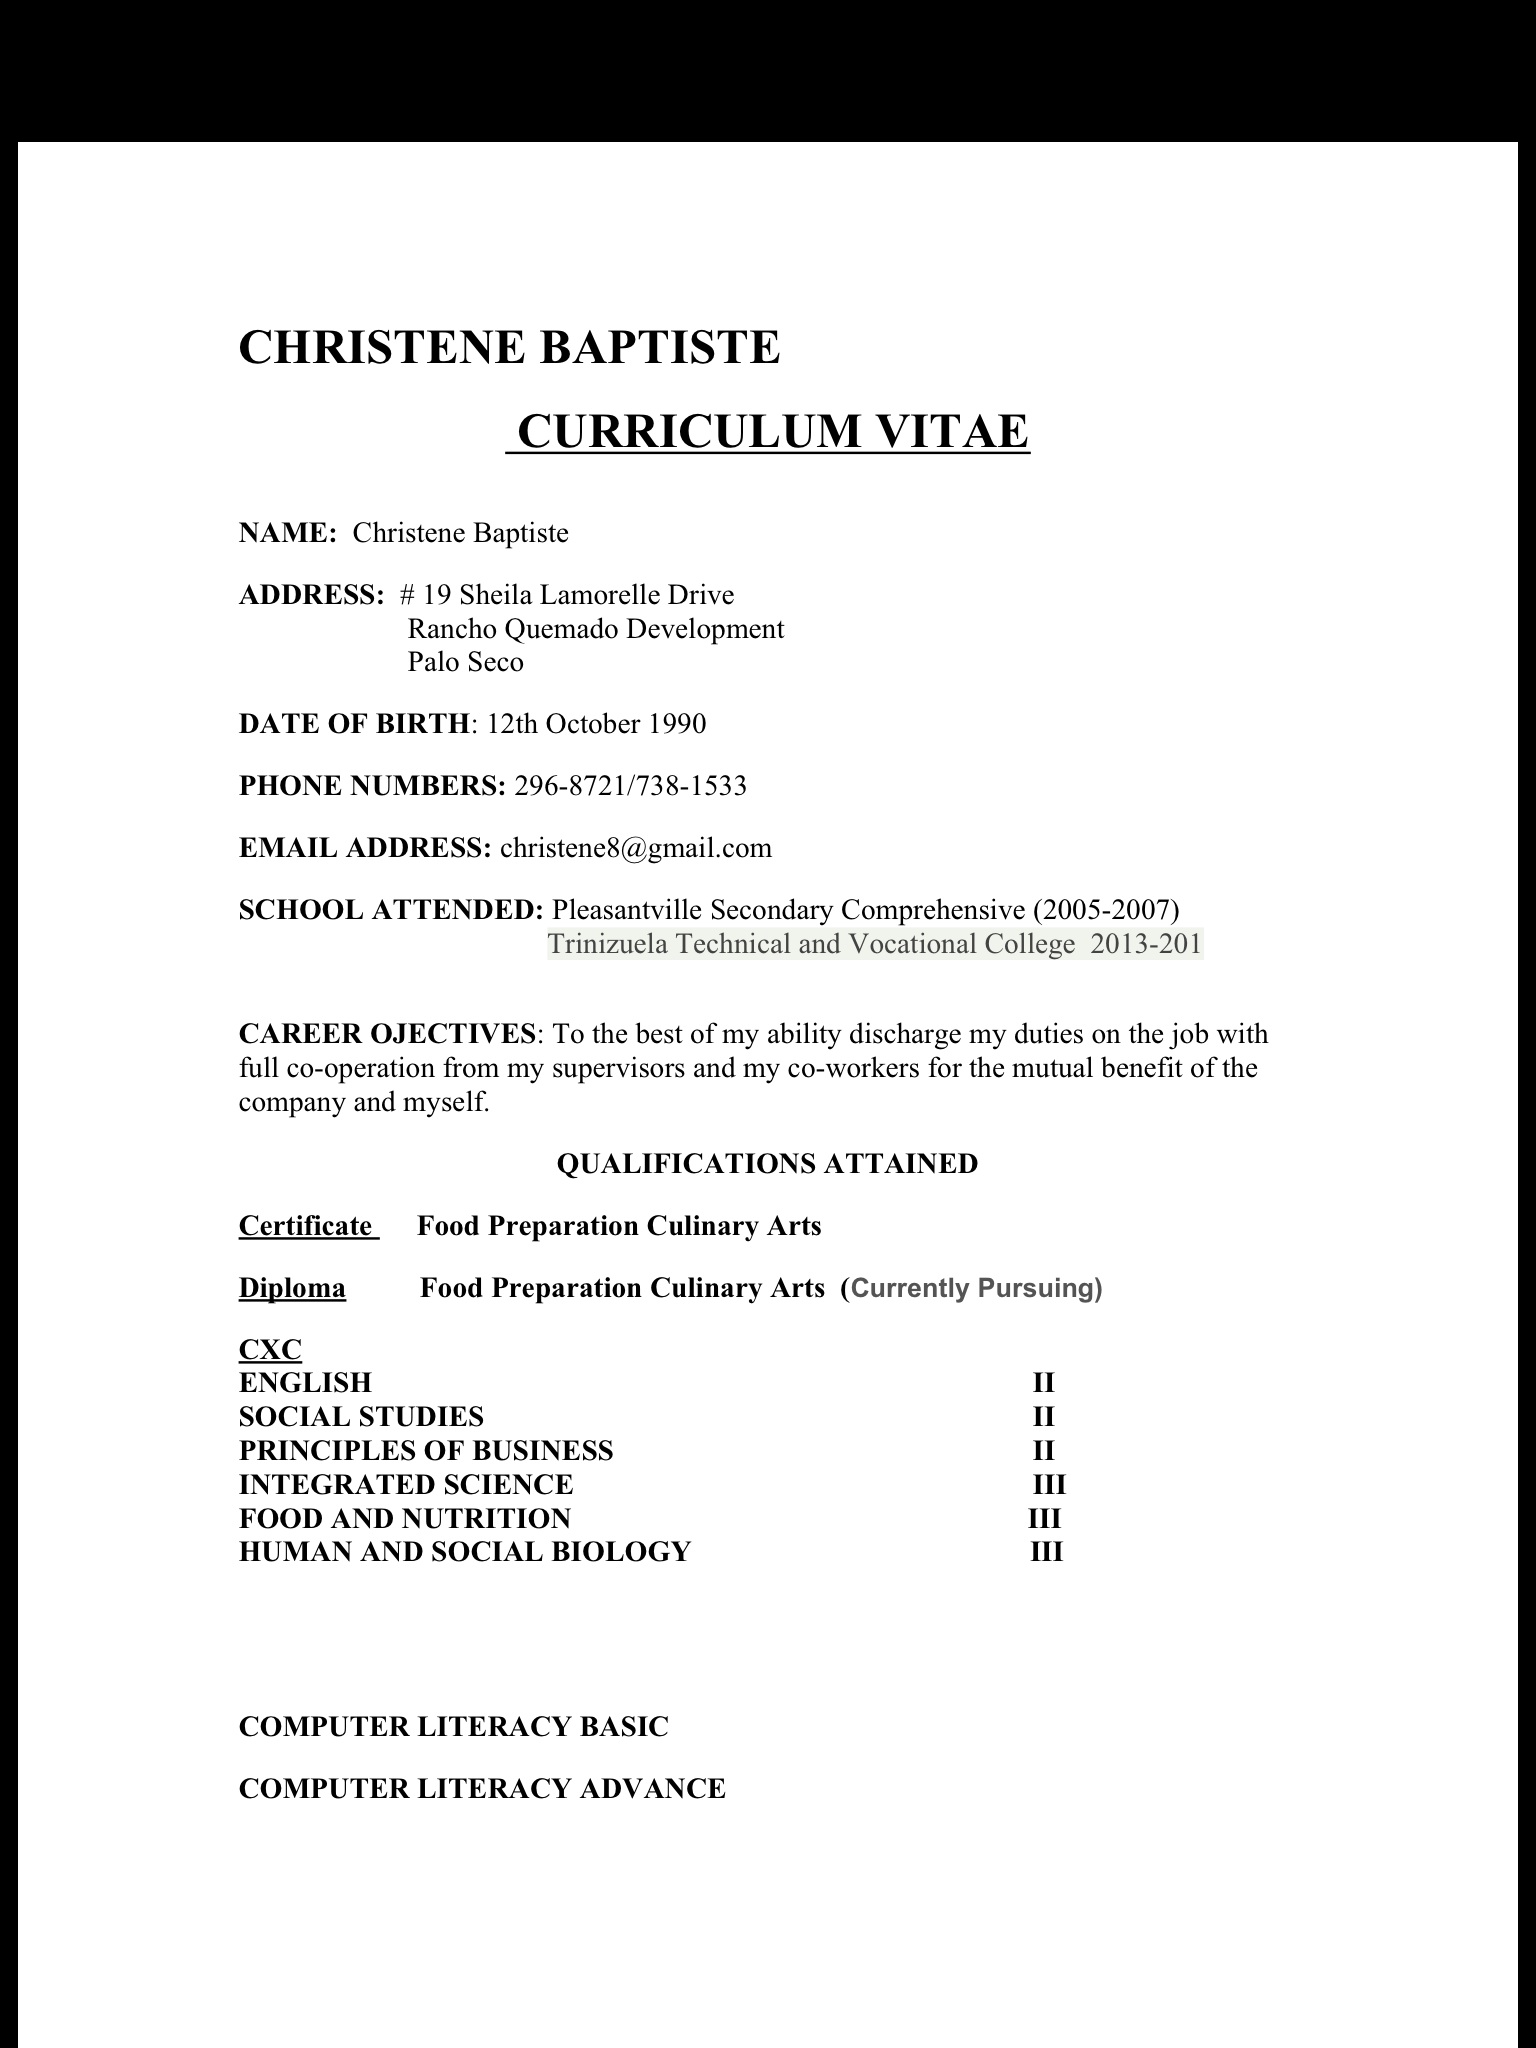 CHRISTENE BAPTISTE
CURRICULUM VITAE
NAME: Christene Baptiste
ADDRESS: # 19 Sheila Lamorelle Drive
Rancho Quemado Development
Palo Seco
DATE OF BIRTH: 12th October 1990
PHONE NUMBERS: 296-8721/738-1533
EMAIL ADDRESS: christene8@gmail.com
SCHOOL ATTENDED: Pleasantville Secondary Comprehensive (2005-2007)
Trinizuela Technical and Vocational College 2013-201
CAREER OJECTIVES: To the best of my ability discharge my duties on the job with
full co-operation from my supervisors and my co-workers for the mutual benefit of the
company and myself.
QUALIFICATIONS ATTAINED
Certificate Food Preparation Culinary Arts
Diploma Food Preparation Culinary Arts (Currently Pursuing)
CXC
ENGLISH II
SOCIAL STUDIES II
PRINCIPLES OF BUSINESS II
INTEGRATED SCIENCE III
FOOD AND NUTRITION III
HUMAN AND SOCIAL BIOLOGY III
COMPUTER LITERACY BASIC
COMPUTER LITERACY ADVANCE